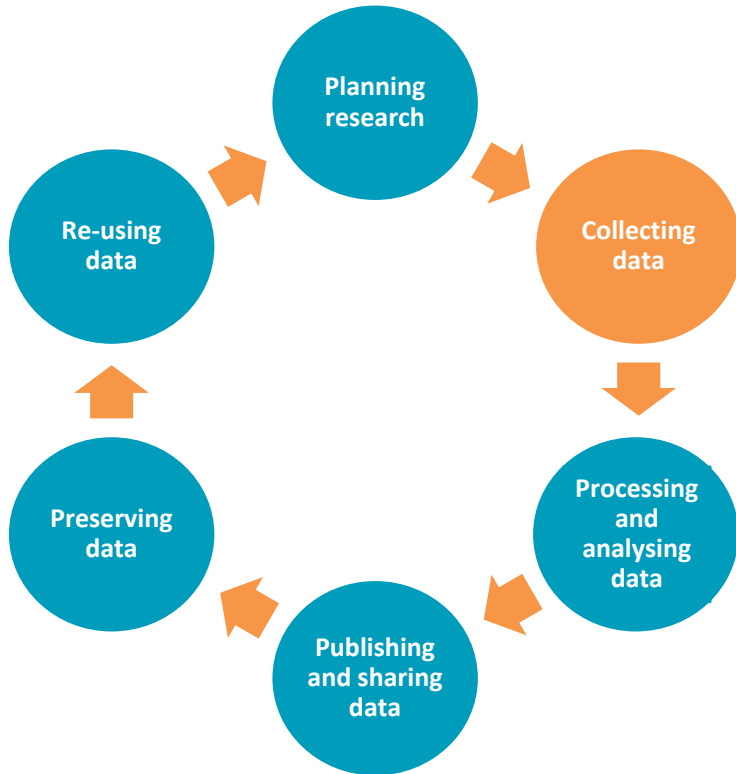 Planning
research
Collecting
data
Processing
and
analysing
data
Publishing
and sharing
data
Preserving
data
Re-using
data